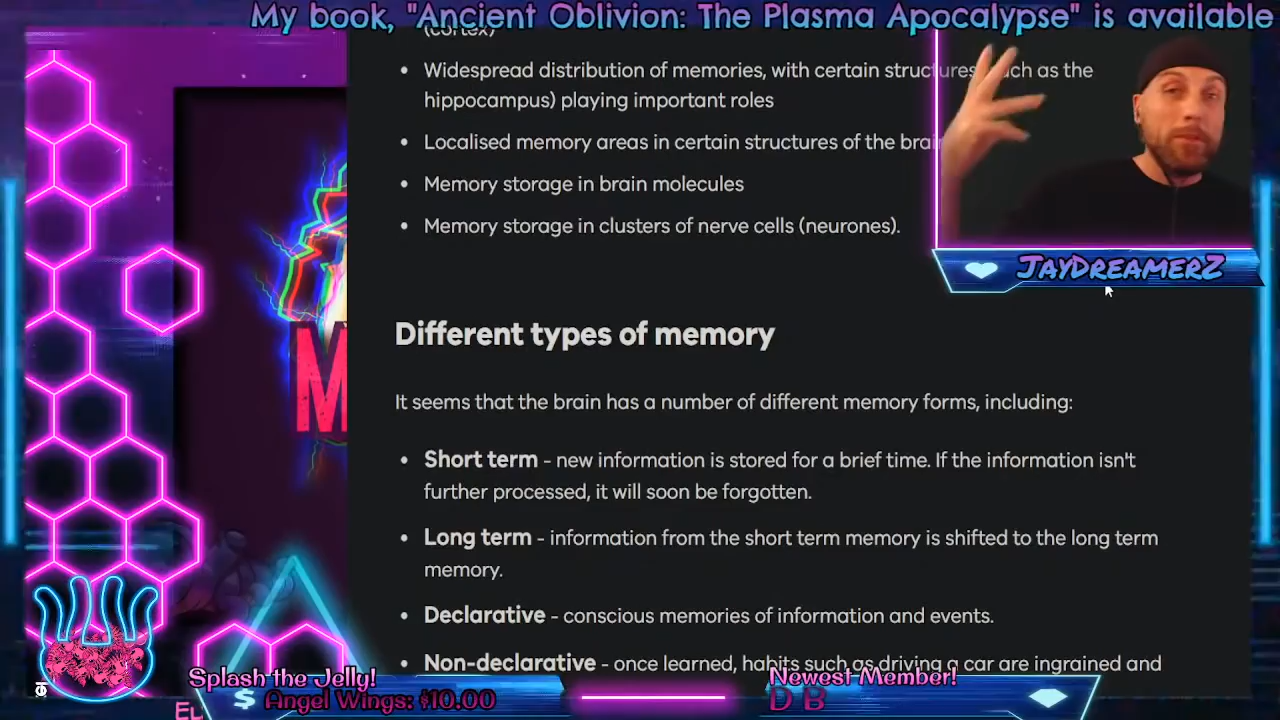 My book, "Ancient Oblivion: The Plasma Apocalypse" is available
(cortex)
• Widespread distribution of memories, with certain structures such as the
hippocampus) playing important roles
• Localised memory areas in certain structures of the brain
• Memory storage in brain molecules
• Memory storage in clusters of nerve cells (neurones).
JayDreamerZ
Different types of memory
It seems that the brain has a number of different memory forms, including:
• Short term - new information is stored for a brief time. If the information isn't
further processed, it will soon be forgotten.
• Long term - information from the short term memory is shifted to the long term
memory.
• Declarative - conscious memories of information and events.
• Non-declarative - once learned, habits such as driving a car are ingrained and
M
Splash the Jelly!
$ Angel Wings: $10.00
Newest Member!
D B